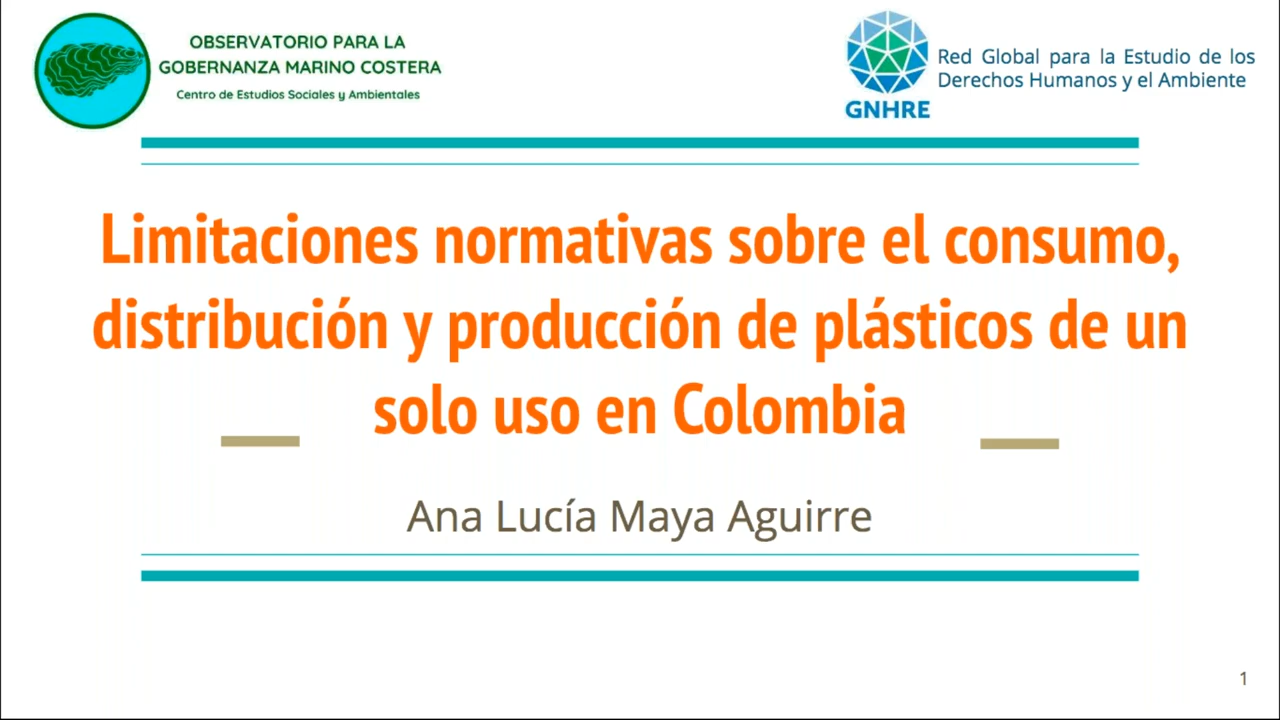 OBSERVATORIO PARA LA
GOBERNANZA MARINO COSTERA
Centro de Estudios Sociales y Ambientales
GNHRE
Red Global para la Estudio de los
Derechos Humanos y el Ambiente
Limitaciones normativas sobre el consumo,
distribución y producción de plásticos de un
solo uso en Colombia
Ana Lucía Maya Aguirre
1